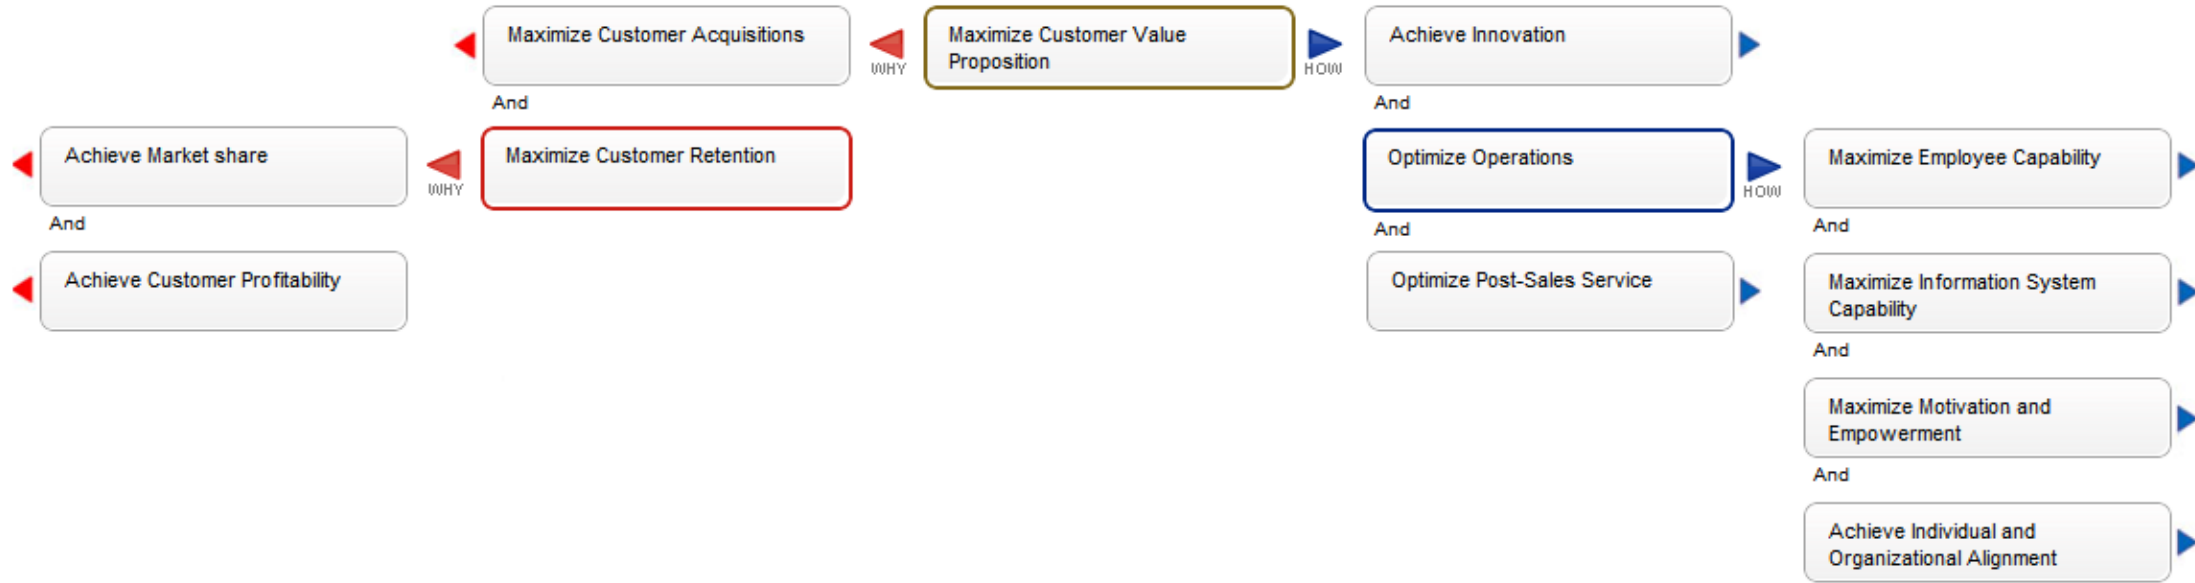 Maximize Customer Acquisitions
WHY
Maximize Customer Value
Proposition
HOW
Achieve Innovation
And
And
Achieve Market share
WHY
Maximize Customer Retention
Optimize Operations
HOW
Maximize Employee Capability
And
And
And
Achieve Customer Profitability
Optimize Post-Sales Service
Maximize Information System
Capability
And
Maximize Motivation and
Empowerment
And
Achieve Individual and
Organizational Alignment